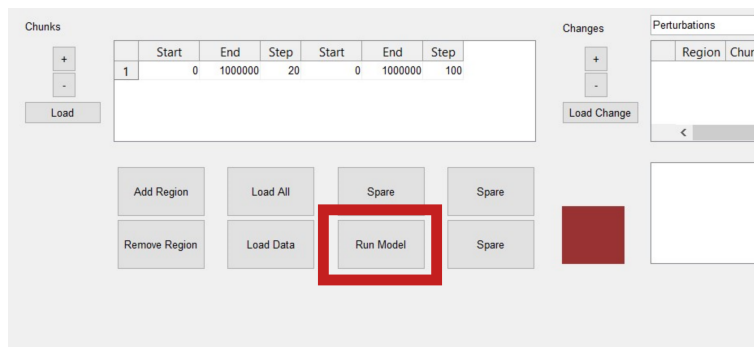 Chunks
+
-
Load
Start End Step Start End Step
1 0 1000000 20 0 1000000 100
Changes
+
-
Load Change
Perturbations
Region Chun
<
Add Region Load All Spare Spare
Remove Region Load Data Run Model Spare